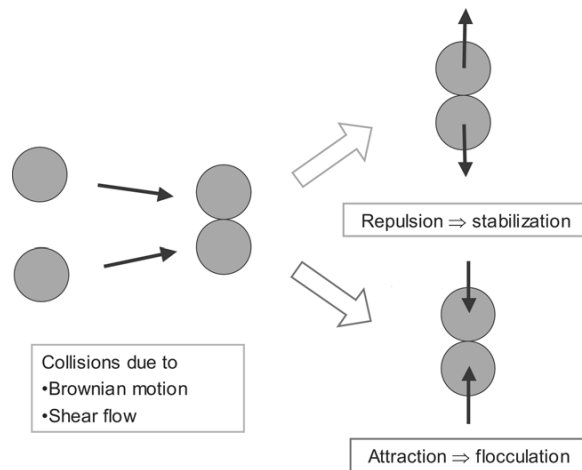 Repulsion ⇒ stabilization
Collisions due to
•Brownian motion
•Shear flow
Attraction ⇒ flocculation